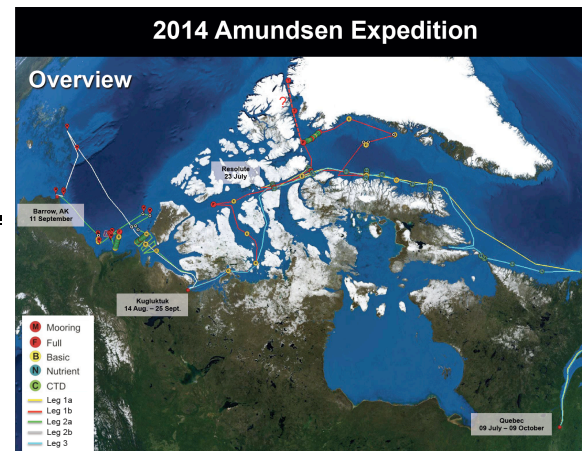 2014 Amundsen Expedition
Overview
Resolute
23 July
Barrow, AK
11 September
Kugluktuk
14 Aug. – 25 Sept.
M Mooring
F Full
B Basic
N Nutrient
C CTD
Leg 1a
Leg 1b
Leg 2a
Leg 2b
Leg 3
Quebec
09 July – 09 October